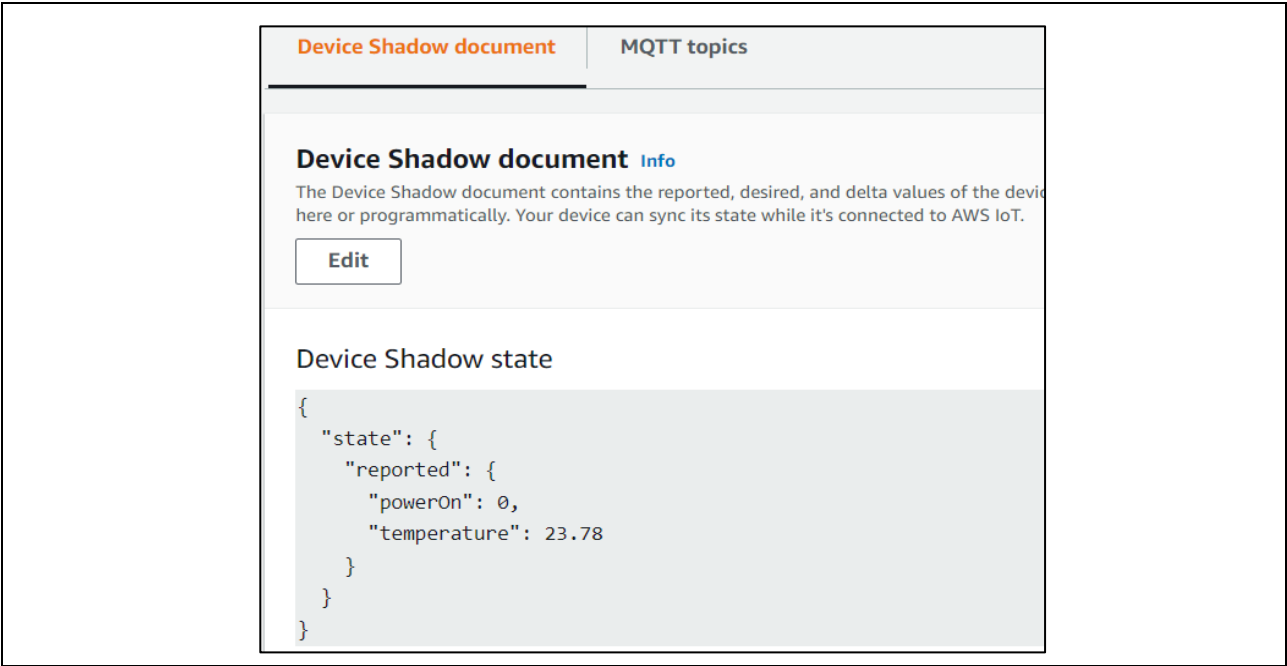 Device Shadow document MQTT topics
Device Shadow document Info
The Device Shadow document contains the reported, desired, and delta values of the
here or programmatically. Your device can sync its state while it's connected to AWS IoT.
Edit
Device Shadow state
{
  "state": {
    "reported": {
      "powerOn": 0,
      "temperature": 23.78
    }
  }
}